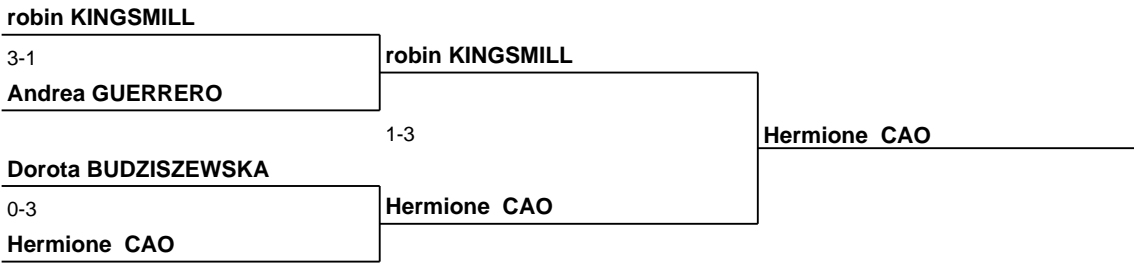 robin KINGSMILL
3-1
robin KINGSMILL
Andrea GUERRERO
1-3
Hermione  CAO
Dorota BUDZISZEWSKA
0-3
Hermione  CAO
Hermione  CAO